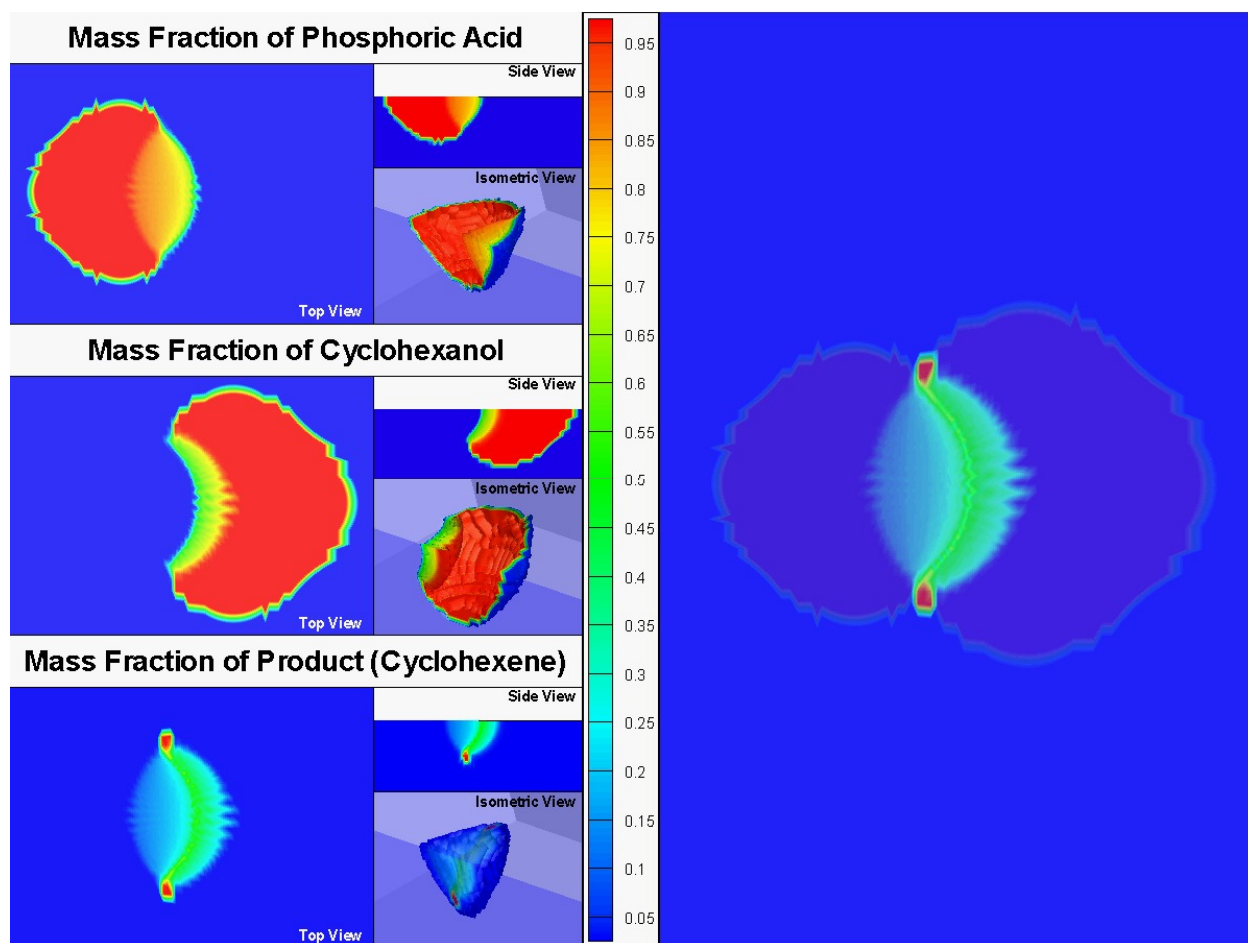 Mass Fraction of Phosphoric Acid
Side View
Isometric View
Top View
Mass Fraction of Cyclohexanol
Side View
Isometric View
Top View
Mass Fraction of Product (Cyclohexene)
Side View
Isometric View
Top View
0.95
0.9
0.85
0.8
0.75
0.7
0.65
0.6
0.55
0.5
0.45
0.4
0.35
0.3
0.25
0.2
0.15
0.1
0.05